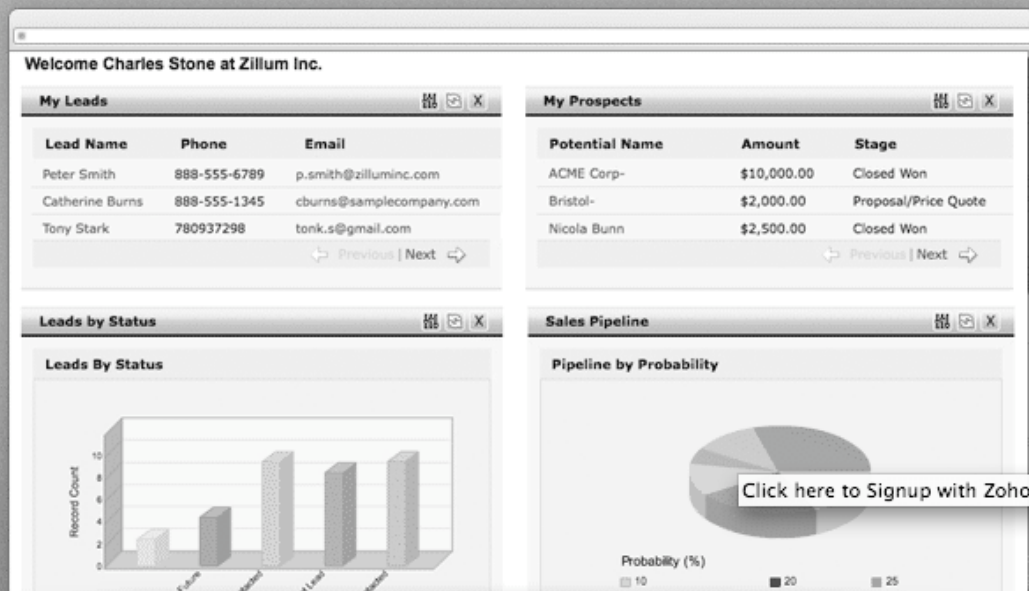 Welcome Charles Stone at Zillum Inc.
My Leads
Lead Name Phone Email
Peter Smith 888-555-6789 p.smith@zilluminc.com
Catherine Burns 888-555-1345 cburns@samplecompany.com
Tony Stark 780937298 tonk.s@gmail.com
Previous | Next
My Prospects
Potential Name Amount Stage
ACME Corp- $10,000.00 Closed Won
Bristol- $2,000.00 Proposal/Price Quote
Nicola Bunn $2,500.00 Closed Won
Previous | Next
Leads by Status
Leads By Status
Record Count
10
8
6
4
2
0
Future
Lead
Sales Pipeline
Pipeline by Probability
Click here to Signup with Zoho
Probability (%)
10 20 25